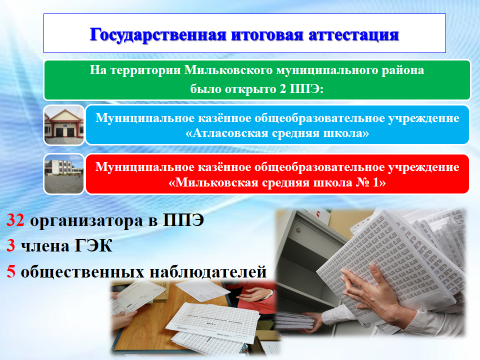 Государственная итоговая аттестация
На территории Мильковского муниципального района
было открыто 2 ППЭ:
Муниципальное казённое общеобразовательное учреждение
«Атласовская средняя школа»
Муниципальное казённое общеобразовательное учреждение
«Мильковская средняя школа № 1»
32 организатора в ППЭ
3 члена ГЭК
5 общественных наблюдателей